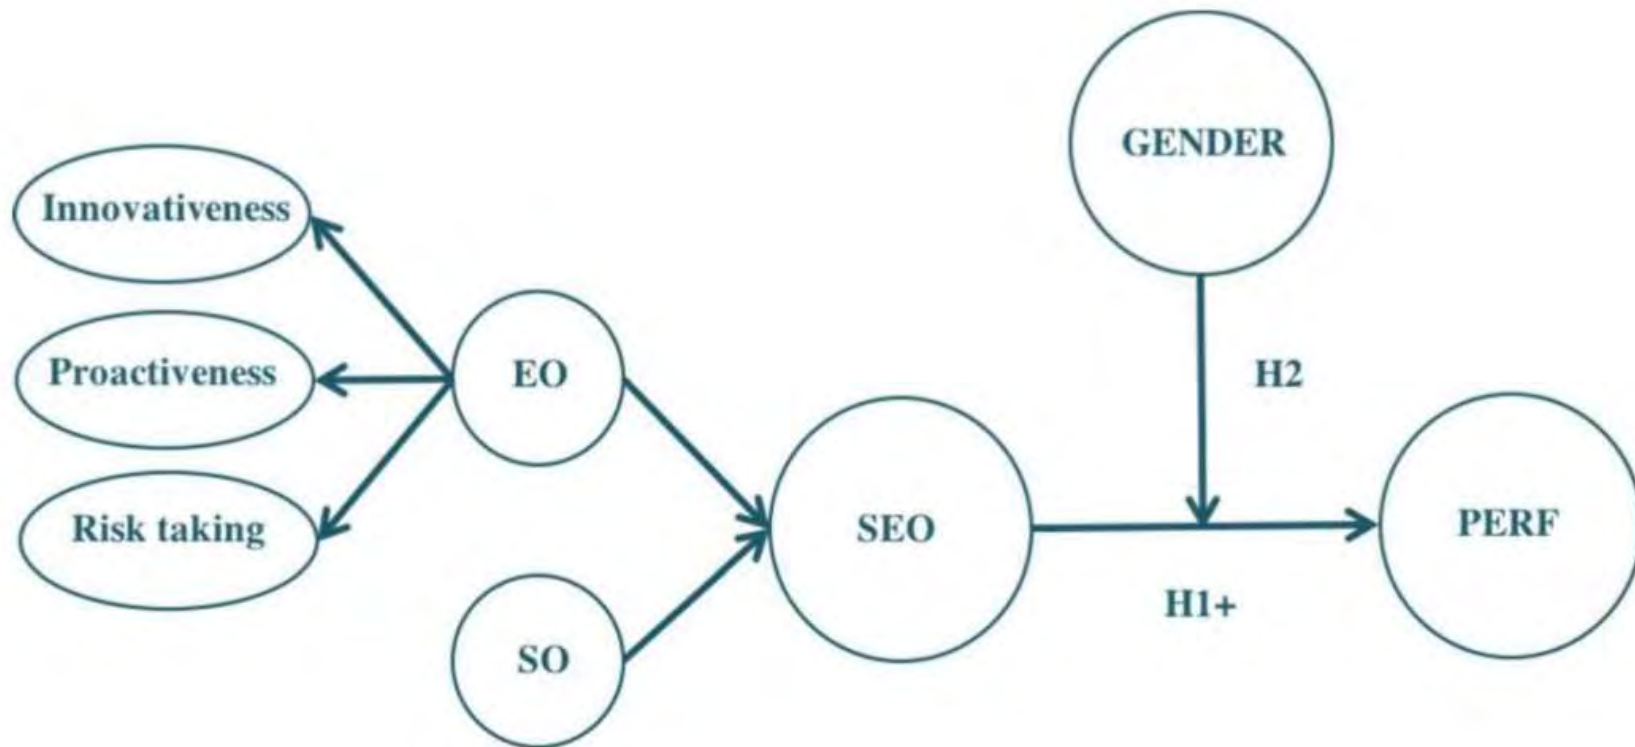 GENDER
Innovativeness
Proactiveness
EO
H2
Risk taking
SEO
PERF
H1+
SO